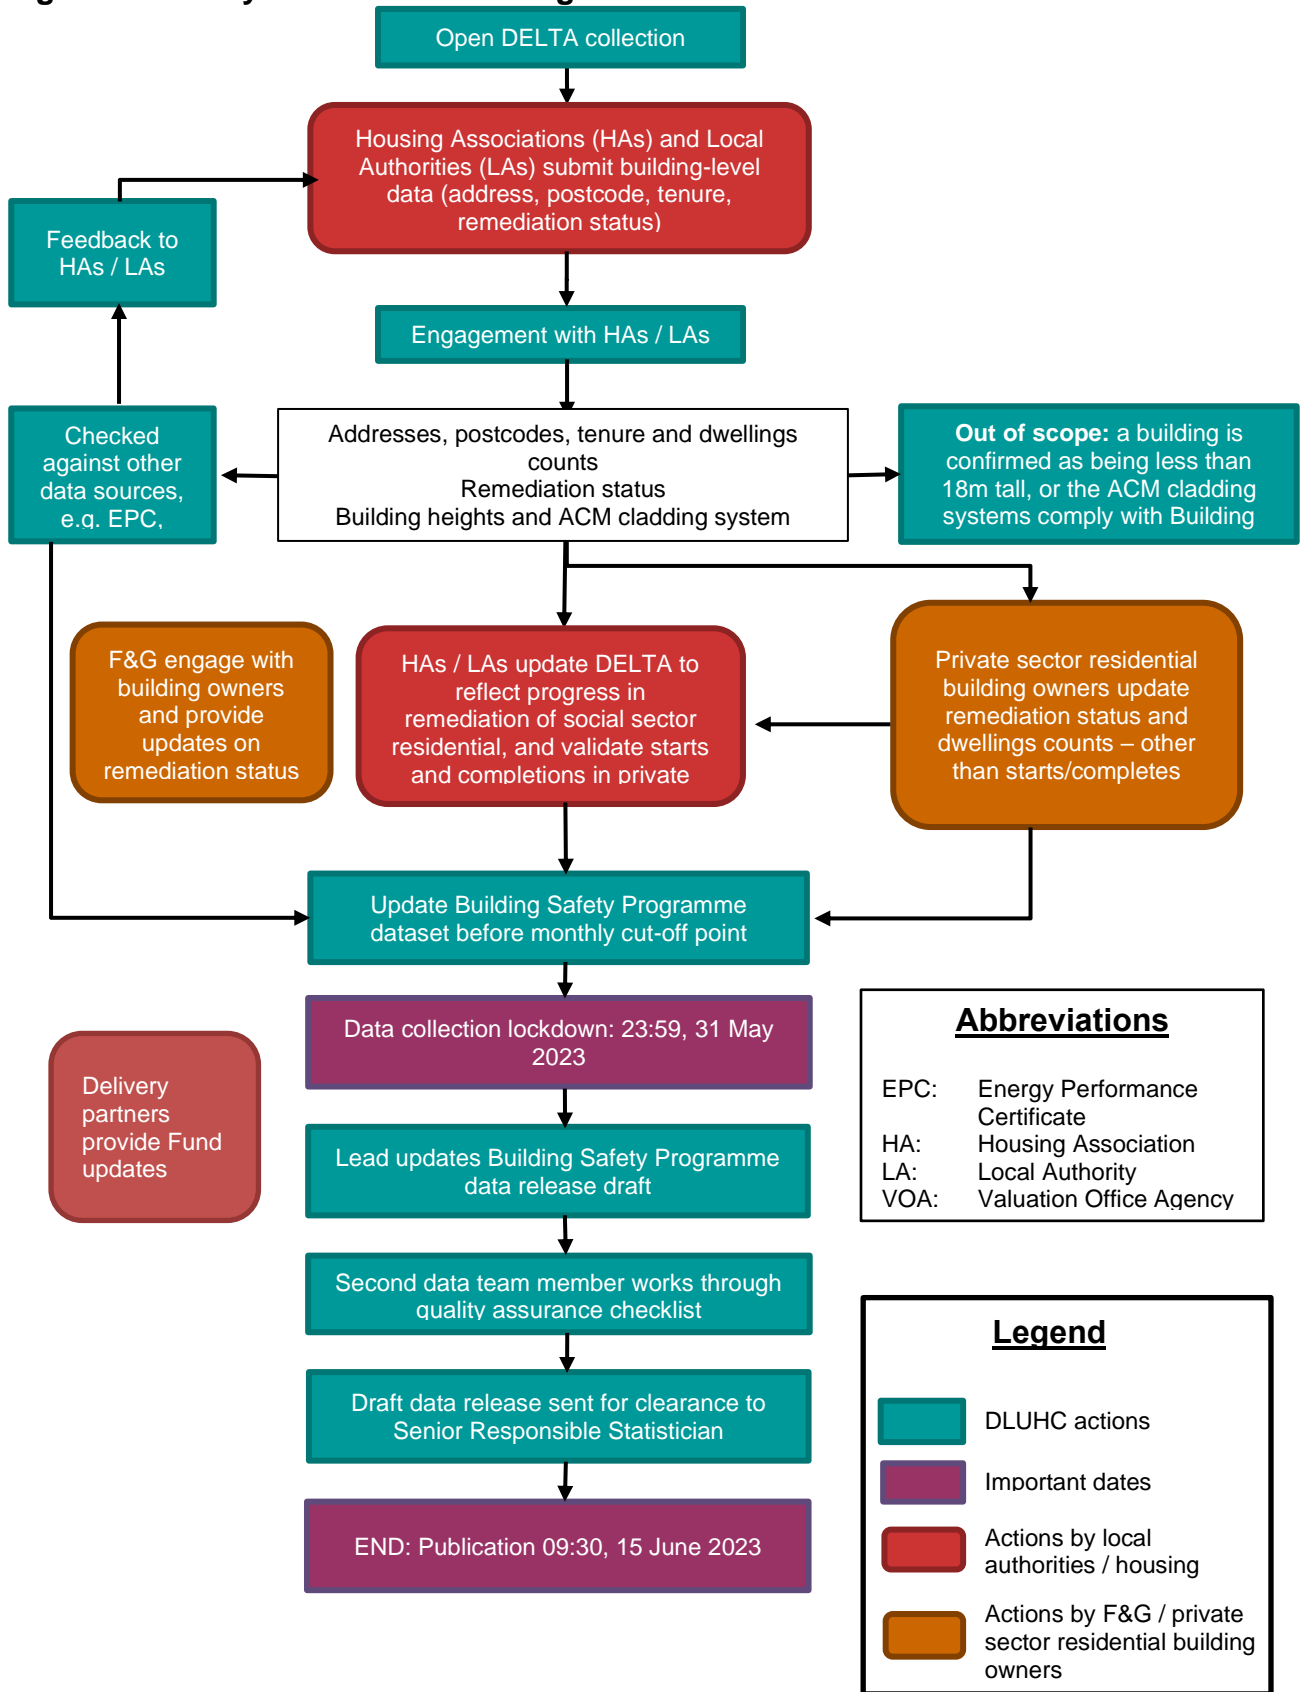 Open DELTA collection
Housing Associations (HAs) and Local
Authorities (LAs) submit building-level
data (address, postcode, tenure,
remediation status)
Feedback to
HAs / LAs
Engagement with HAs / LAs
Checked
against other
data sources,
e.g. EPC,
Addresses, postcodes, tenure and dwellings
counts
Remediation status
Building heights and ACM cladding system
Out of scope: a building is
confirmed as being less than
18m tall, or the ACM cladding
systems comply with Building
F&G engage with
building owners
and provide
updates on
remediation status
HAs / LAs update DELTA to
reflect progress in
remediation of social sector
residential, and validate starts
and completions in private
Private sector residential
building owners update
remediation status and
dwellings counts – other
than starts/completes
Update Building Safety Programme
dataset before monthly cut-off point
Data collection lockdown: 23:59, 31 May
2023
Delivery
partners
provide Fund
updates
Lead updates Building Safety Programme
data release draft
Second data team member works through
quality assurance checklist
Draft data release sent for clearance to
Senior Responsible Statistician
END: Publication 09:30, 15 June 2023
Abbreviations
EPC: Energy Performance
Certificate
HA: Housing Association
LA: Local Authority
VOA: Valuation Office Agency
Legend
DLUHC actions
Important dates
Actions by local
authorities / housing
Actions by F&G / private
sector residential building
owners